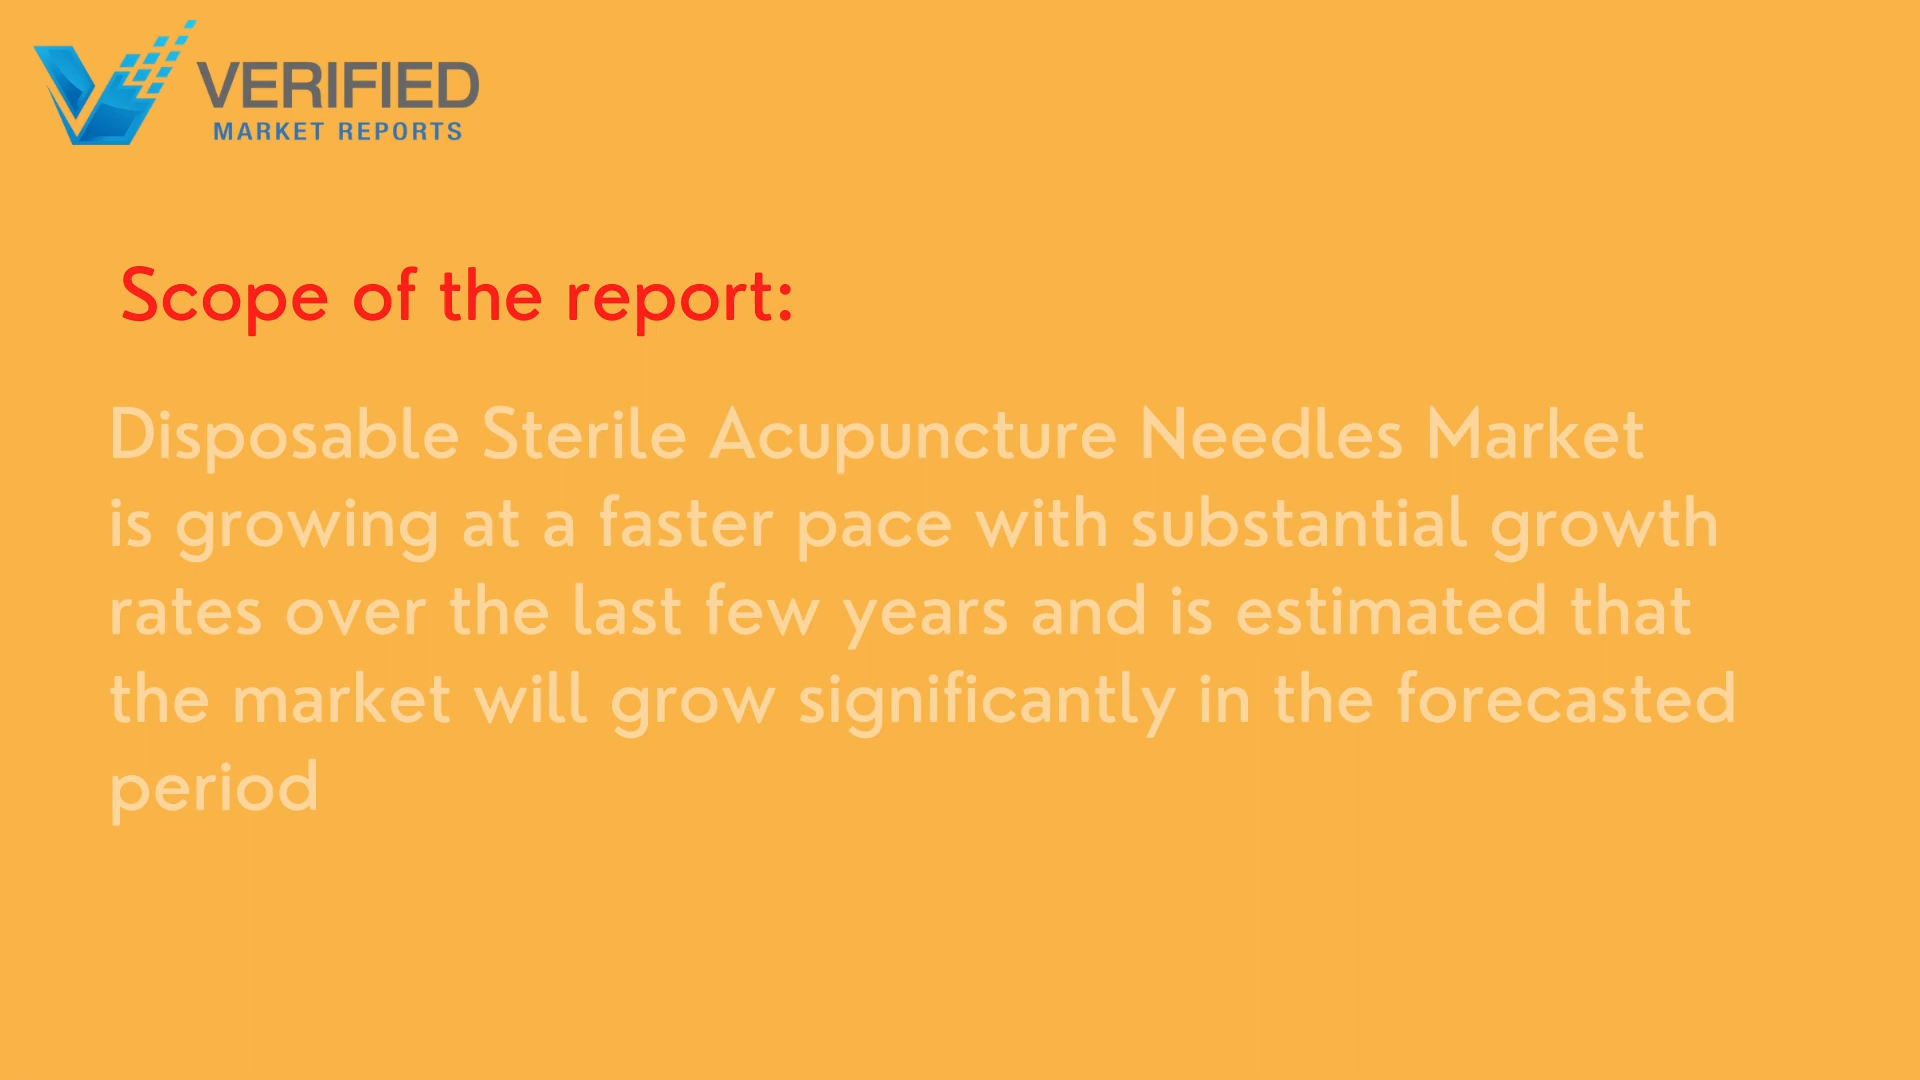 VERIFIED
MARKET REPORTS
Scope of the report:
Disposable Sterile Acupuncture Needles Market
is growing at a faster pace with substantial growth
rates over the last few years and is estimated that
the market will grow significantly in the forecasted
period